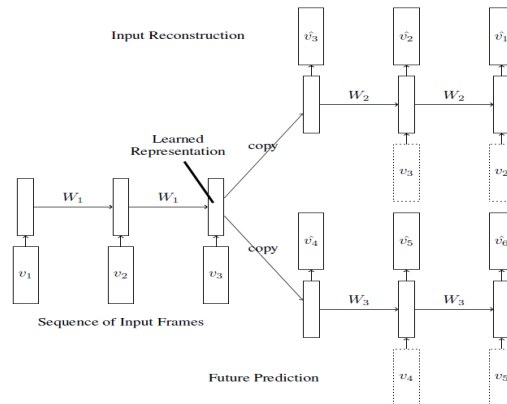 Input Reconstruction
v̂₃
v̂₂
v̂₁
W₂
W₂
v₃
v₂
Learned
Representation
copy
W₁
W₁
v₁
v₂
v₃
Sequence of Input Frames
copy
v̂₄
v̂₅
v̂₆
W₃
W₃
v₄
v₅
Future Prediction